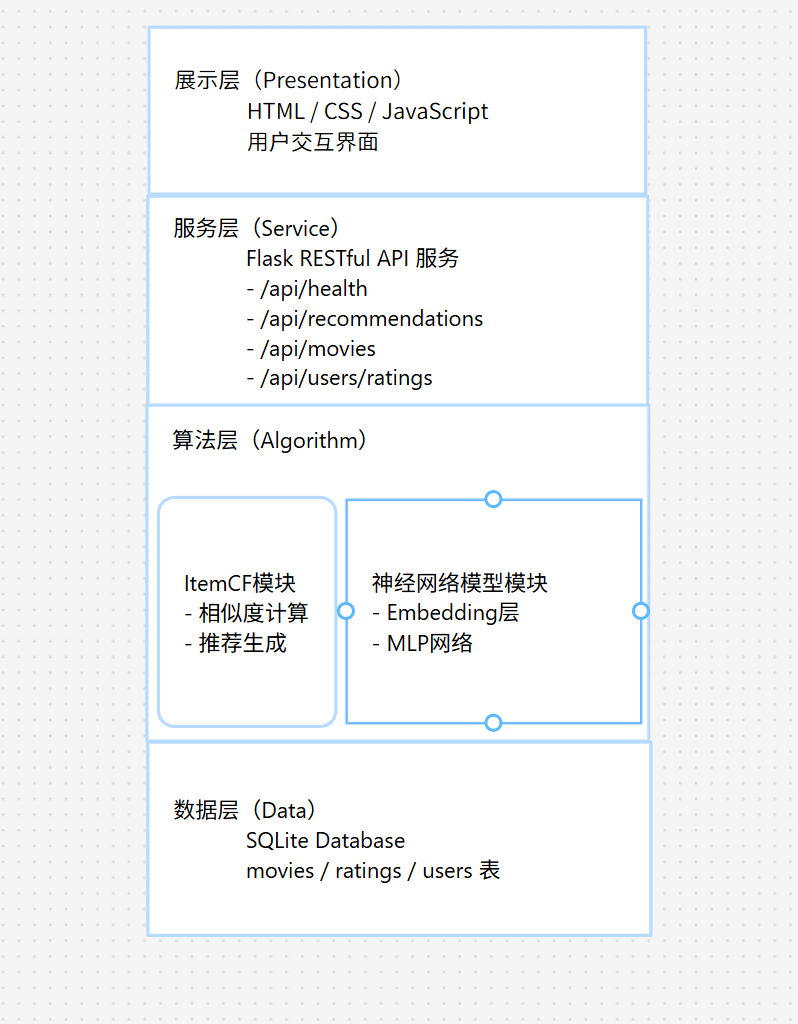 展示层（Presentation）
HTML / CSS / JavaScript
用户交互界面
服务层（Service）
Flask RESTful API 服务
- /api/health
- /api/recommendations
- /api/movies
- /api/users/ratings
算法层（Algorithm）
ItemCF模块
- 相似度计算
- 推荐生成
神经网络模型模块
- Embedding层
- MLP网络
数据层（Data）
SQLite Database
movies / ratings / users 表